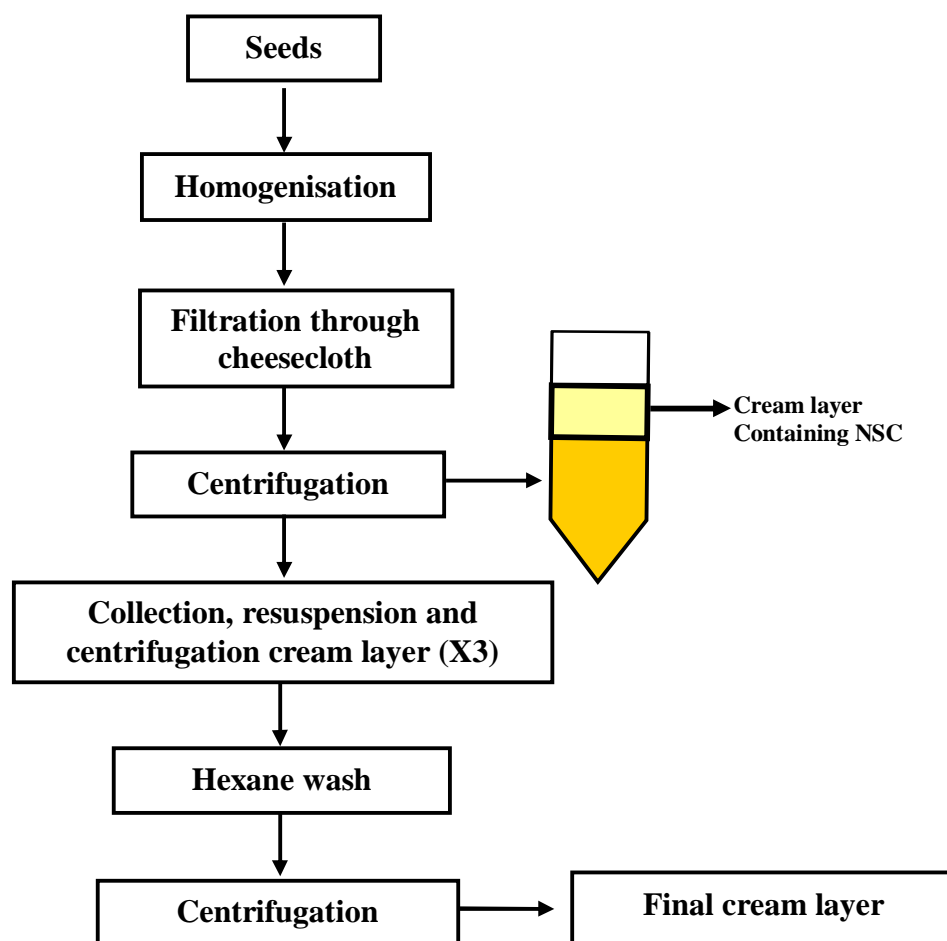 Seeds
Homogenisation
Filtration through
cheesecloth
Cream layer
Containing NSC
Centrifugation
Collection, resuspension and
centrifugation cream layer (X3)
Hexane wash
Centrifugation
Final cream layer